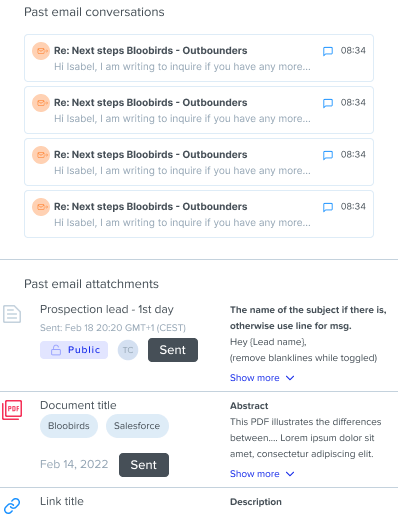 Past email conversations
Re: Next steps Bloobirds - Outbounders 08:34
Hi Isabel, I am writing to inquire if you have any more...
Re: Next steps Bloobirds - Outbounders 08:34
Hi Isabel, I am writing to inquire if you have any more...
Re: Next steps Bloobirds - Outbounders 08:34
Hi Isabel, I am writing to inquire if you have any more...
Re: Next steps Bloobirds - Outbounders 08:34
Hi Isabel, I am writing to inquire if you have any more...
Past email attatchments
Prospection lead - 1st day
Sent: Feb 18 20:20 GMT+1 (CEST)
Public TC Sent
The name of the subject if there is,
otherwise use line for msg.
Hey {Lead name},
(remove blanklines while toggled)
Show more
PDF
Document title
Bloobirds Salesforce
Feb 14, 2022 Sent
Abstract
This PDF illustrates the differences
between.... Lorem ipsum dolor sit
amet, consectetur adipiscing elit.
Show more
Link title
Description